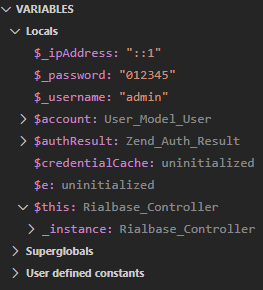 VARIABLES
Locals
$_ipAddress: "::1"
$_password: "012345"
$_username: "admin"
$account: User_Model_User
$authResult: Zend_Auth_Result
$credentialCache: uninitialized
$e: uninitialized
$this: Rialbase_Controller
_instance: Rialbase_Controller
Superglobals
User defined constants